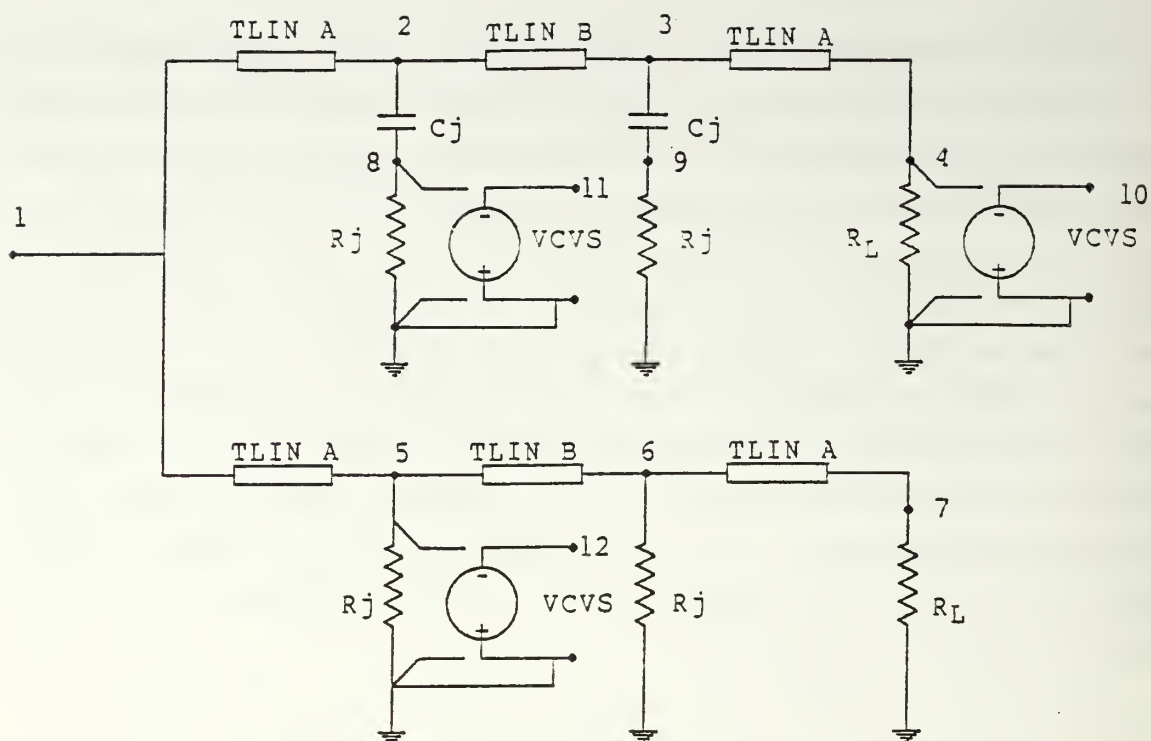 TLIN A 2 TLIN B 3 TLIN A
Cj Cj
8 9 4
11 10
1
Rj VCVS Rj RL VCVS
- -
+ +
TLIN A 5 TLIN B 6 TLIN A
7
12
-
Rj VCVS Rj RL
+